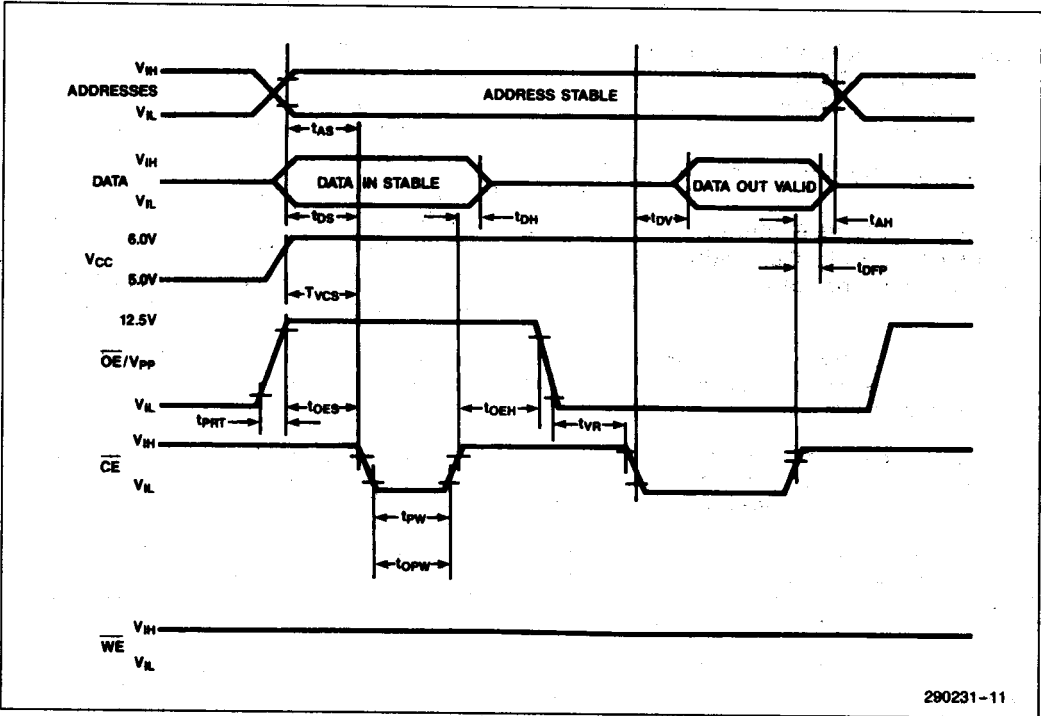 VIH
ADDRESSES
VIL
ADDRESS STABLE
tAS
VIH
DATA
VIL
DATA IN STABLE
DATA OUT VALID
tDS
tDH
tDV
tAH
tDFP
6.0V
VCC
5.0V
TVCS
12.5V
OE/VPP
VIL
tPRT
tOES
tOEH
tVR
VIH
CE
VIL
tPW
tOPW
VIH
WE
VIL
290231-11